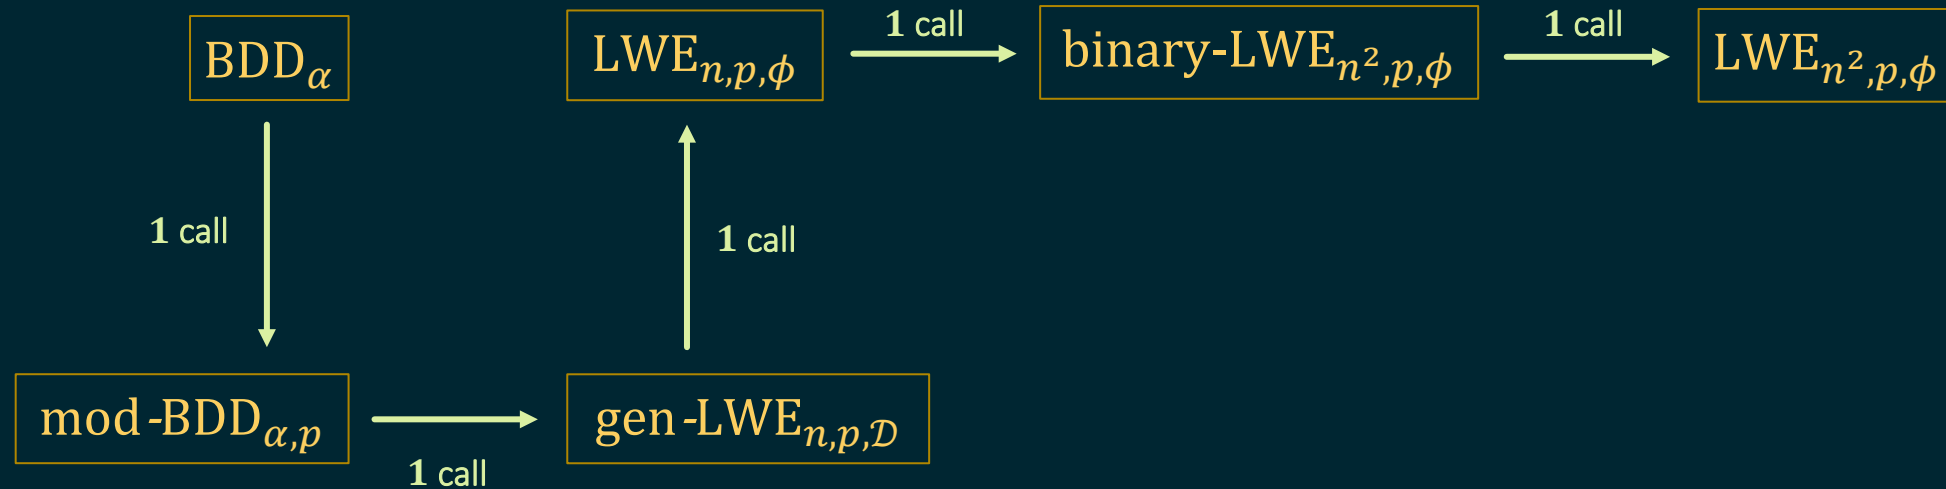 BDD_α
LWE_{n,p,ϕ}
1 call
binary-LWE_{n²,p,ϕ}
1 call
LWE_{n²,p,ϕ}
1 call
1 call
mod-BDD_{α,p}
1 call
gen-LWE_{n,p,𝒟}